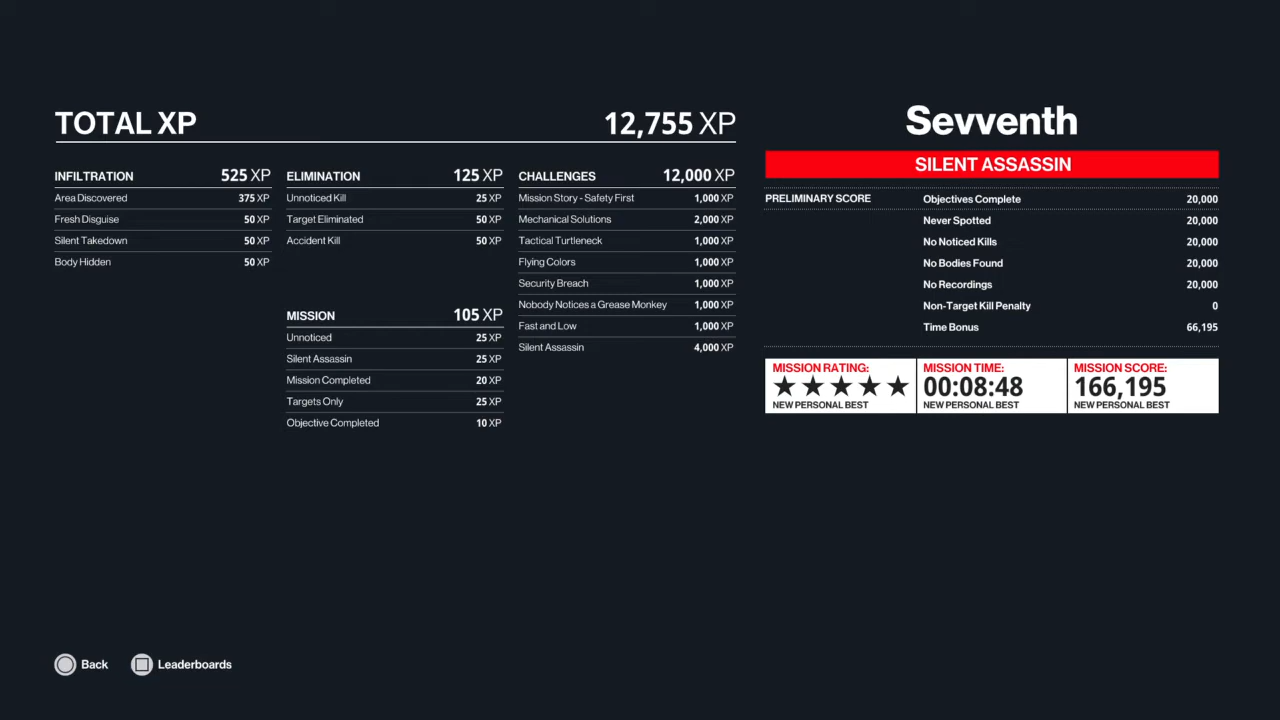 TOTAL XP 12,755 XP
INFILTRATION 525 XP
Area Discovered 375 XP
Fresh Disguise 50 XP
Silent Takedown 50 XP
Body Hidden 50 XP
ELIMINATION 125 XP
Unnoticed Kill 25 XP
Target Eliminated 50 XP
Accident Kill 50 XP
MISSION 105 XP
Unnoticed 25 XP
Silent Assassin 25 XP
Mission Completed 20 XP
Targets Only 25 XP
Objective Completed 10 XP
CHALLENGES 12,000 XP
Mission Story - Safety First 1,000 XP
Mechanical Solutions 2,000 XP
Tactical Turtleneck 1,000 XP
Flying Colors 1,000 XP
Security Breach 1,000 XP
Nobody Notices a Grease Monkey 1,000 XP
Fast and Low 1,000 XP
Silent Assassin 4,000 XP
Sevventh
SILENT ASSASSIN
PRELIMINARY SCORE Objectives Complete 20,000
Never Spotted 20,000
No Noticed Kills 20,000
No Bodies Found 20,000
No Recordings 20,000
Non-Target Kill Penalty 0
Time Bonus 66,195
MISSION RATING:
NEW PERSONAL BEST
MISSION TIME:
00:08:48
NEW PERSONAL BEST
MISSION SCORE:
166,195
NEW PERSONAL BEST
Back Leaderboards